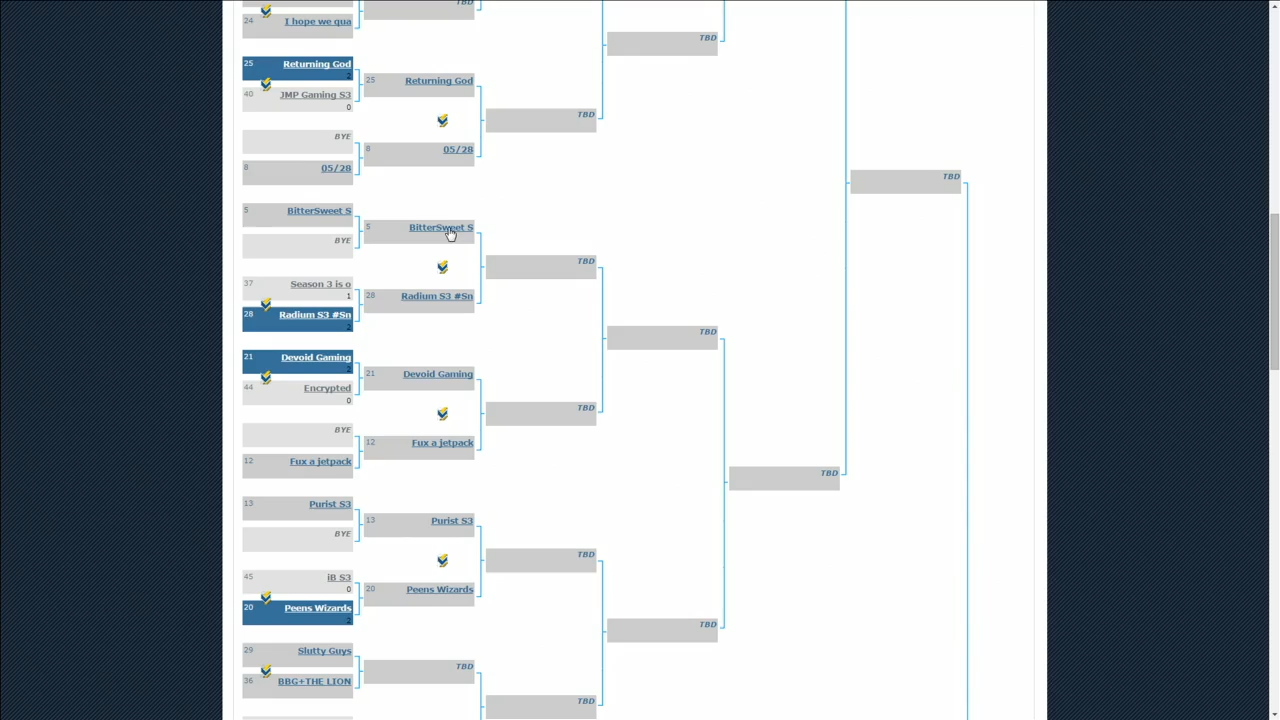 TBD
24 I hope we qua
TBD
25 Returning God
2
40 JMP Gaming S3
0
25 Returning God
TBD
BYE
8 05/28
8 05/28
TBD
5 BitterSweet S
BYE
5 BitterSweet S
TBD
37 Season 3 is o
1
28 Radium S3 #Sn
2
28 Radium S3 #Sn
TBD
21 Devoid Gaming
2
44 Encrypted
0
21 Devoid Gaming
TBD
BYE
12 Fux a jetpack
12 Fux a jetpack
TBD
13 Purist S3
BYE
13 Purist S3
TBD
45 iB S3
0
20 Peens Wizards
2
20 Peens Wizards
TBD
29 Slutty Guys
36 BBG+THE LION
TBD
TBD